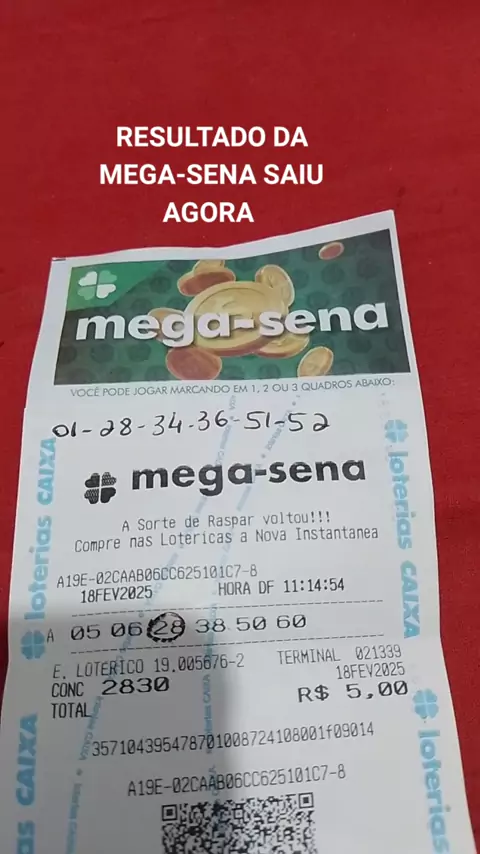 RESULTADO DA
MEGA-SENA SAIU
AGORA
mega-sena
VOCÊ PODE JOGAR MARCANDO EM 1, 2 OU 3 QUADROS ABAIXO:
01-28-34-36-51-52
mega-sena
A Sorte de Raspar voltou!!!
Compre nas Lotericas a Nova Instantanea
A19E-02CAAB06CC625101C7-8
18FEV2025 HORA DF 11:14:54
A 05 06 28 38 50 60
E. LOTERICO 19.005676-2 TERMINAL 021339
18FEV2025
CONC 2830 R$ 5,00
TOTAL
357104395478701008724108001f09014
A19E-02CAAB06CC625101C7-8
loterias CAIXA
loterias CAIXA
CAIXA
loterias